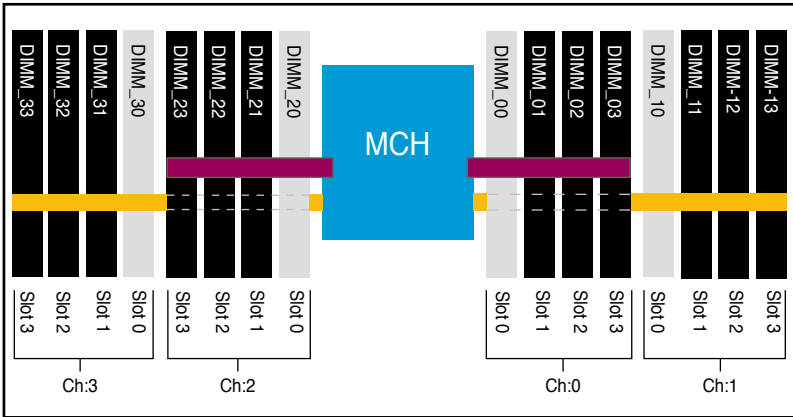 DIMM_33
DIMM_32
DIMM_31
DIMM_30
DIMM_23
DIMM_22
DIMM_21
DIMM_20
MCH
DIMM_00
DIMM_01
DIMM_02
DIMM_03
DIMM_10
DIMM_11
DIMM-12
DIMM-13
Slot 3
Slot 2
Slot 1
Slot 0
Slot 3
Slot 2
Slot 1
Slot 0
Slot 0
Slot 1
Slot 2
Slot 3
Slot 0
Slot 1
Slot 2
Slot 3
Ch:3
Ch:2
Ch:0
Ch:1